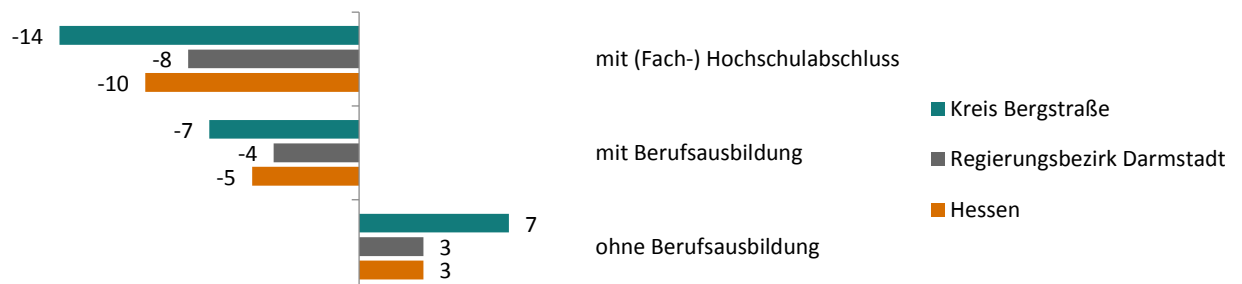 -14
-8
-10
mit (Fach-) Hochschulabschluss
-7
-4
-5
mit Berufsausbildung
7
3
3
ohne Berufsausbildung
Kreis Bergstraße
Regierungsbezirk Darmstadt
Hessen